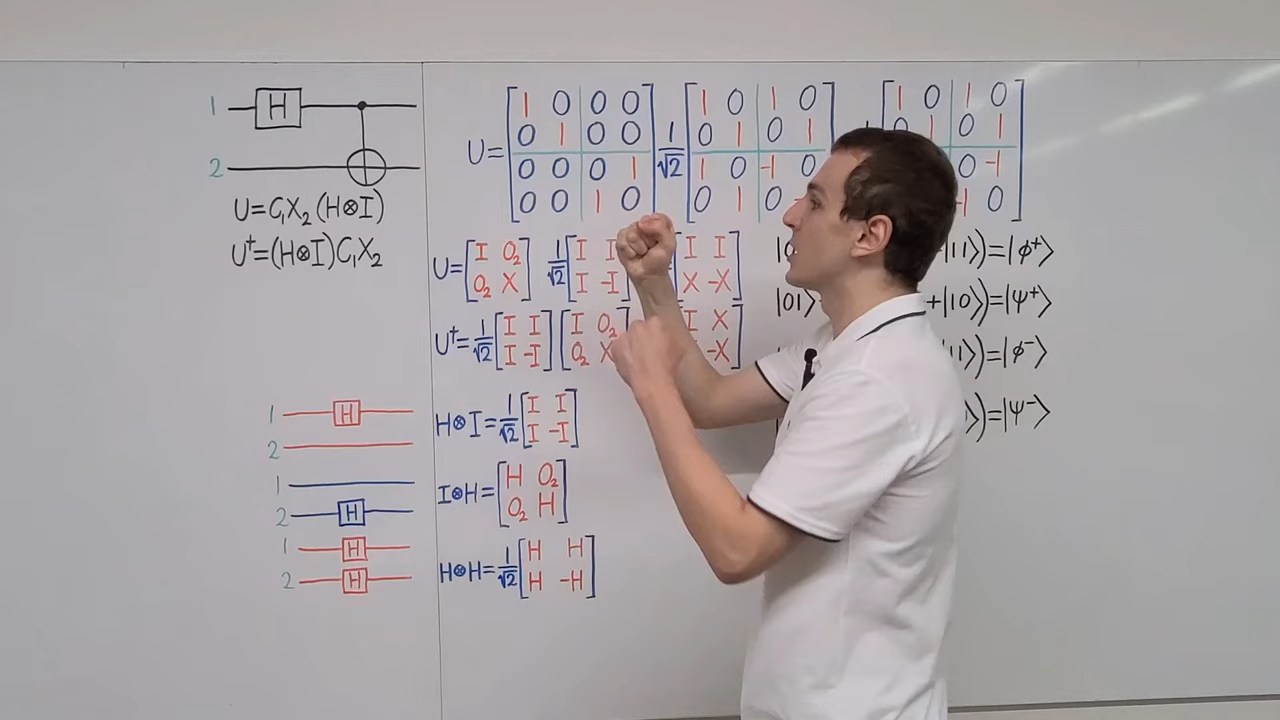 1 H
2
U=C₁X₂(H⊗I)
U†=(H⊗I)C₁X₂
U= [1 0 0 0] 1/√2 [1 0 1 0] [1 0 1 0]
[0 1 0 0] [0 1 0 1] 0 1
[0 0 0 1] [1 0 -1 0 0 -1]
[0 0 1 0] [0 1 0 0]
U= [I O₂] 1/√2 [I I I I]
[O₂ X] [I -I] X -X]
U†= 1/√2 [I I] [I O₂ I X]
[I -I] [O₂ X -X]
|11⟩)=|φ⁺⟩
|01⟩ +|10⟩)=|ψ⁺⟩
|11⟩)=|φ⁻⟩
⟩)=|ψ⁻⟩
1 H
2
H⊗I= 1/√2 [I I]
[I -I]
1
2 H
I⊗H= [H O₂]
[O₂ H]
1 H
2 H
H⊗H= 1/√2 [H H]
[H -H]